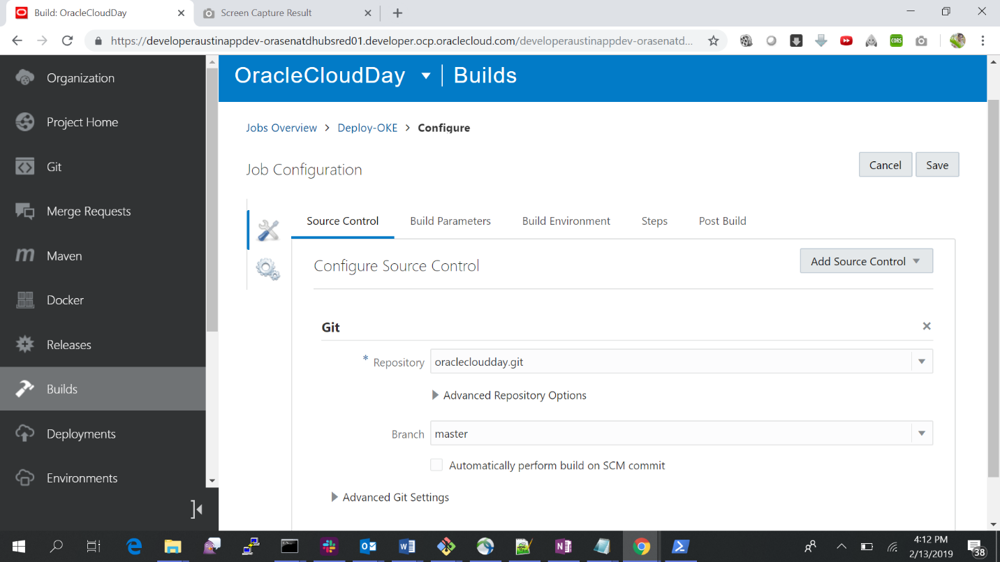 Build: OracleCloudDay
Screen Capture Result
https://developeraustinappdev-orasenatdhubsred01.developer.ocp.oraclecloud.com/developeraustinappdev-orasenatd...
CORS
Organization
Project Home
Git
Merge Requests
Maven
Docker
Releases
Builds
Deployments
Environments
OracleCloudDay | Builds
Jobs Overview > Deploy-OKE > Configure
Job Configuration
Cancel Save
Source Control Build Parameters Build Environment Steps Post Build
Configure Source Control
Add Source Control
Git
* Repository oraclecloudday.git
Advanced Repository Options
Branch master
Automatically perform build on SCM commit
Advanced Git Settings
4:12 PM
2/13/2019
38